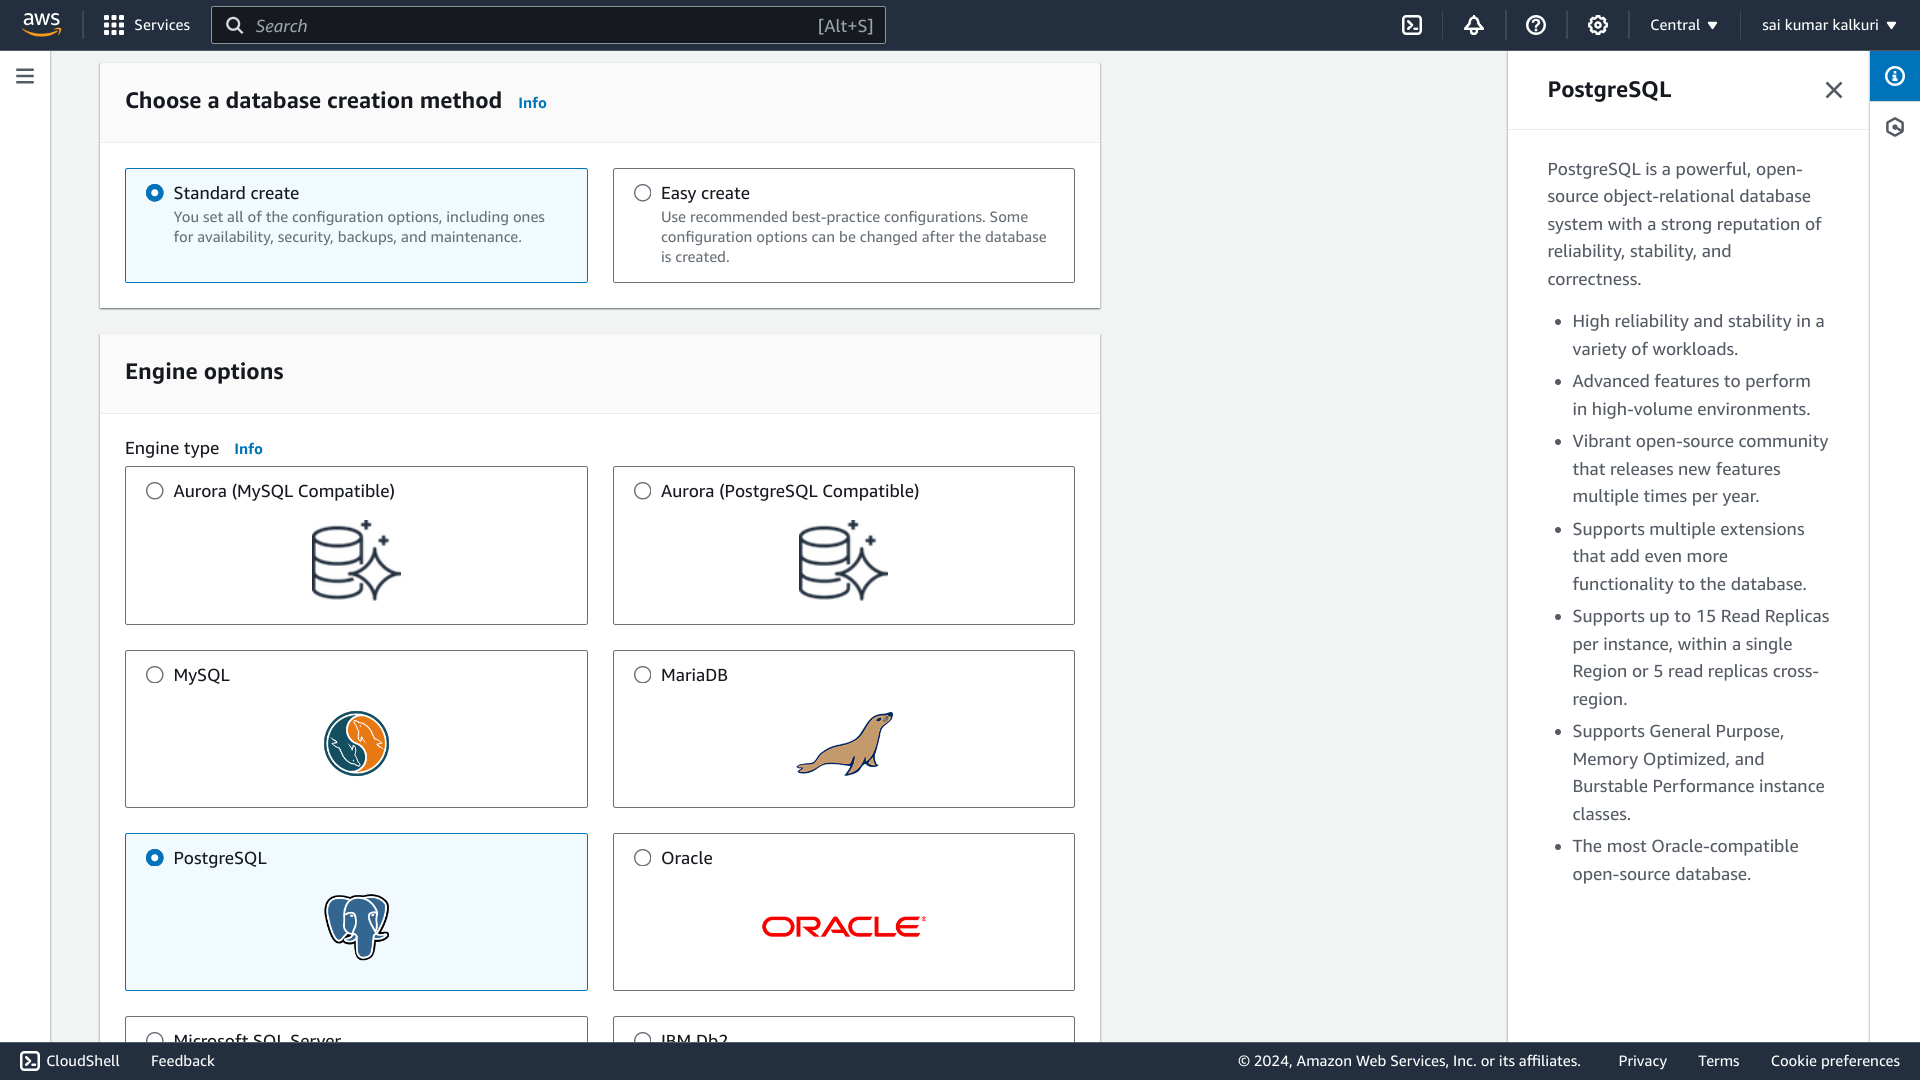 aws
Services
Search
[Alt+S]
Central
sai kumar kalkuri
Choose a database creation method
Info
Standard create
You set all of the configuration options, including ones
for availability, security, backups, and maintenance.
Easy create
Use recommended best-practice configurations. Some
configuration options can be changed after the database
is created.
Engine options
Engine type
Info
Aurora (MySQL Compatible)
Aurora (PostgreSQL Compatible)
MySQL
MariaDB
PostgreSQL
Oracle
ORACLE®
Microsoft SQL Server
IBM Db2
PostgreSQL
PostgreSQL is a powerful, open-
source object-relational database
system with a strong reputation of
reliability, stability, and
correctness.
High reliability and stability in a
variety of workloads.
Advanced features to perform
in high-volume environments.
Vibrant open-source community
that releases new features
multiple times per year.
Supports multiple extensions
that add even more
functionality to the database.
Supports up to 15 Read Replicas
per instance, within a single
Region or 5 read replicas cross-
region.
Supports General Purpose,
Memory Optimized, and
Burstable Performance instance
classes.
The most Oracle-compatible
open-source database.
CloudShell
Feedback
© 2024, Amazon Web Services, Inc. or its affiliates.
Privacy
Terms
Cookie preferences